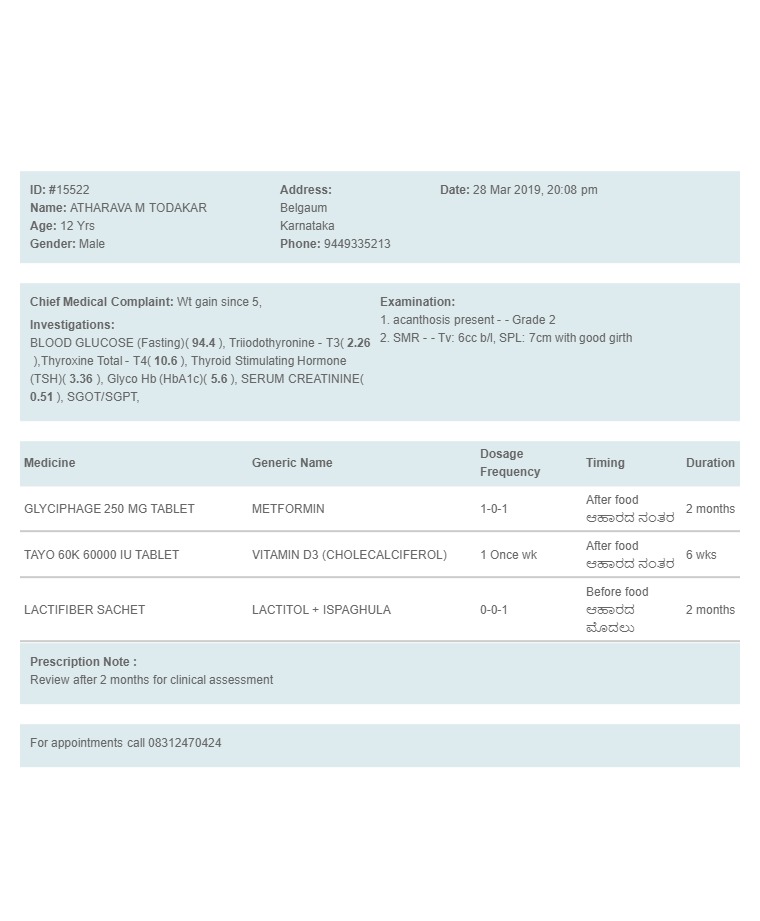 ID: #15522
Name: ATHARAVA M TODAKAR
Age: 12 Yrs
Gender: Male
Address:
Belgaum
Karnataka
Phone: 9449335213
Date: 28 Mar 2019, 20:08 pm
Chief Medical Complaint: Wt gain since 5,
Investigations:
BLOOD GLUCOSE (Fasting)( 94.4 ), Triiodothyronine - T3( 2.26
),Thyroxine Total - T4( 10.6 ), Thyroid Stimulating Hormone
(TSH)( 3.36 ), Glyco Hb (HbA1c)( 5.6 ), SERUM CREATININE(
0.51 ), SGOT/SGPT,
Examination:
1. acanthosis present - - Grade 2
2. SMR - - Tv: 6cc b/l, SPL: 7cm with good girth
Medicine Generic Name Dosage Frequency Timing Duration
GLYCIPHAGE 250 MG TABLET METFORMIN 1-0-1 After food ಆಹಾರದ ನಂತರ 2 months
TAYO 60K 60000 IU TABLET VITAMIN D3 (CHOLECALCIFEROL) 1 Once wk After food ಆಹಾರದ ನಂತರ 6 wks
LACTIFIBER SACHET LACTITOL + ISPAGHULA 0-0-1 Before food ಆಹಾರದ ಮೊದಲು 2 months
Prescription Note :
Review after 2 months for clinical assessment
For appointments call 08312470424